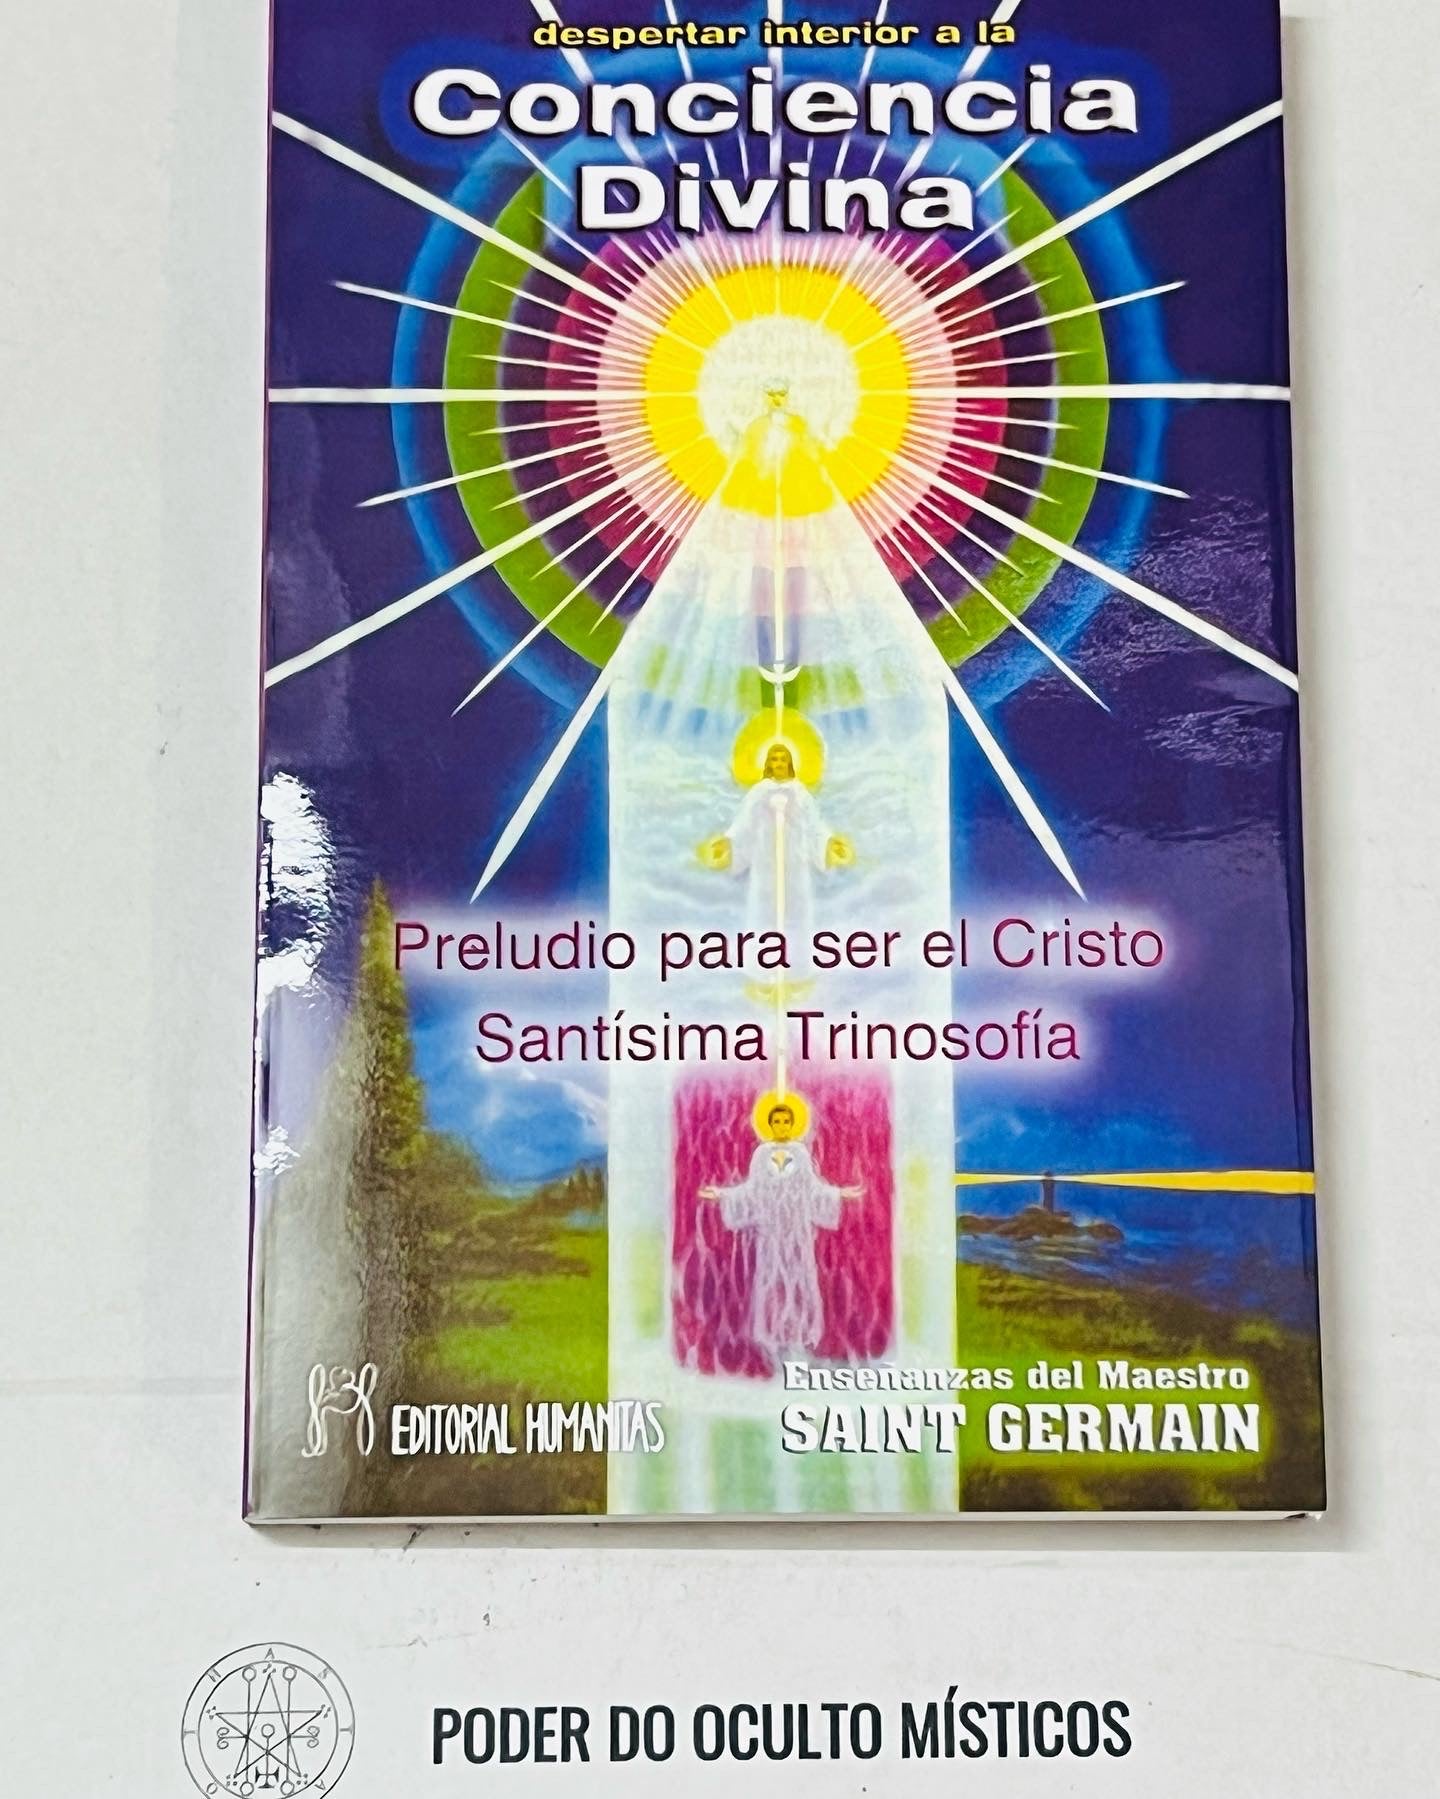 despertar interior a la
Conciencia
Divina
Preludio para ser el Cristo
Santísima Trinosofía
Enseñanzas del Maestro
SAINT GERMAIN
EDITORIAL HUMANITAS
PODER DO OCULTO MÍSTICOS